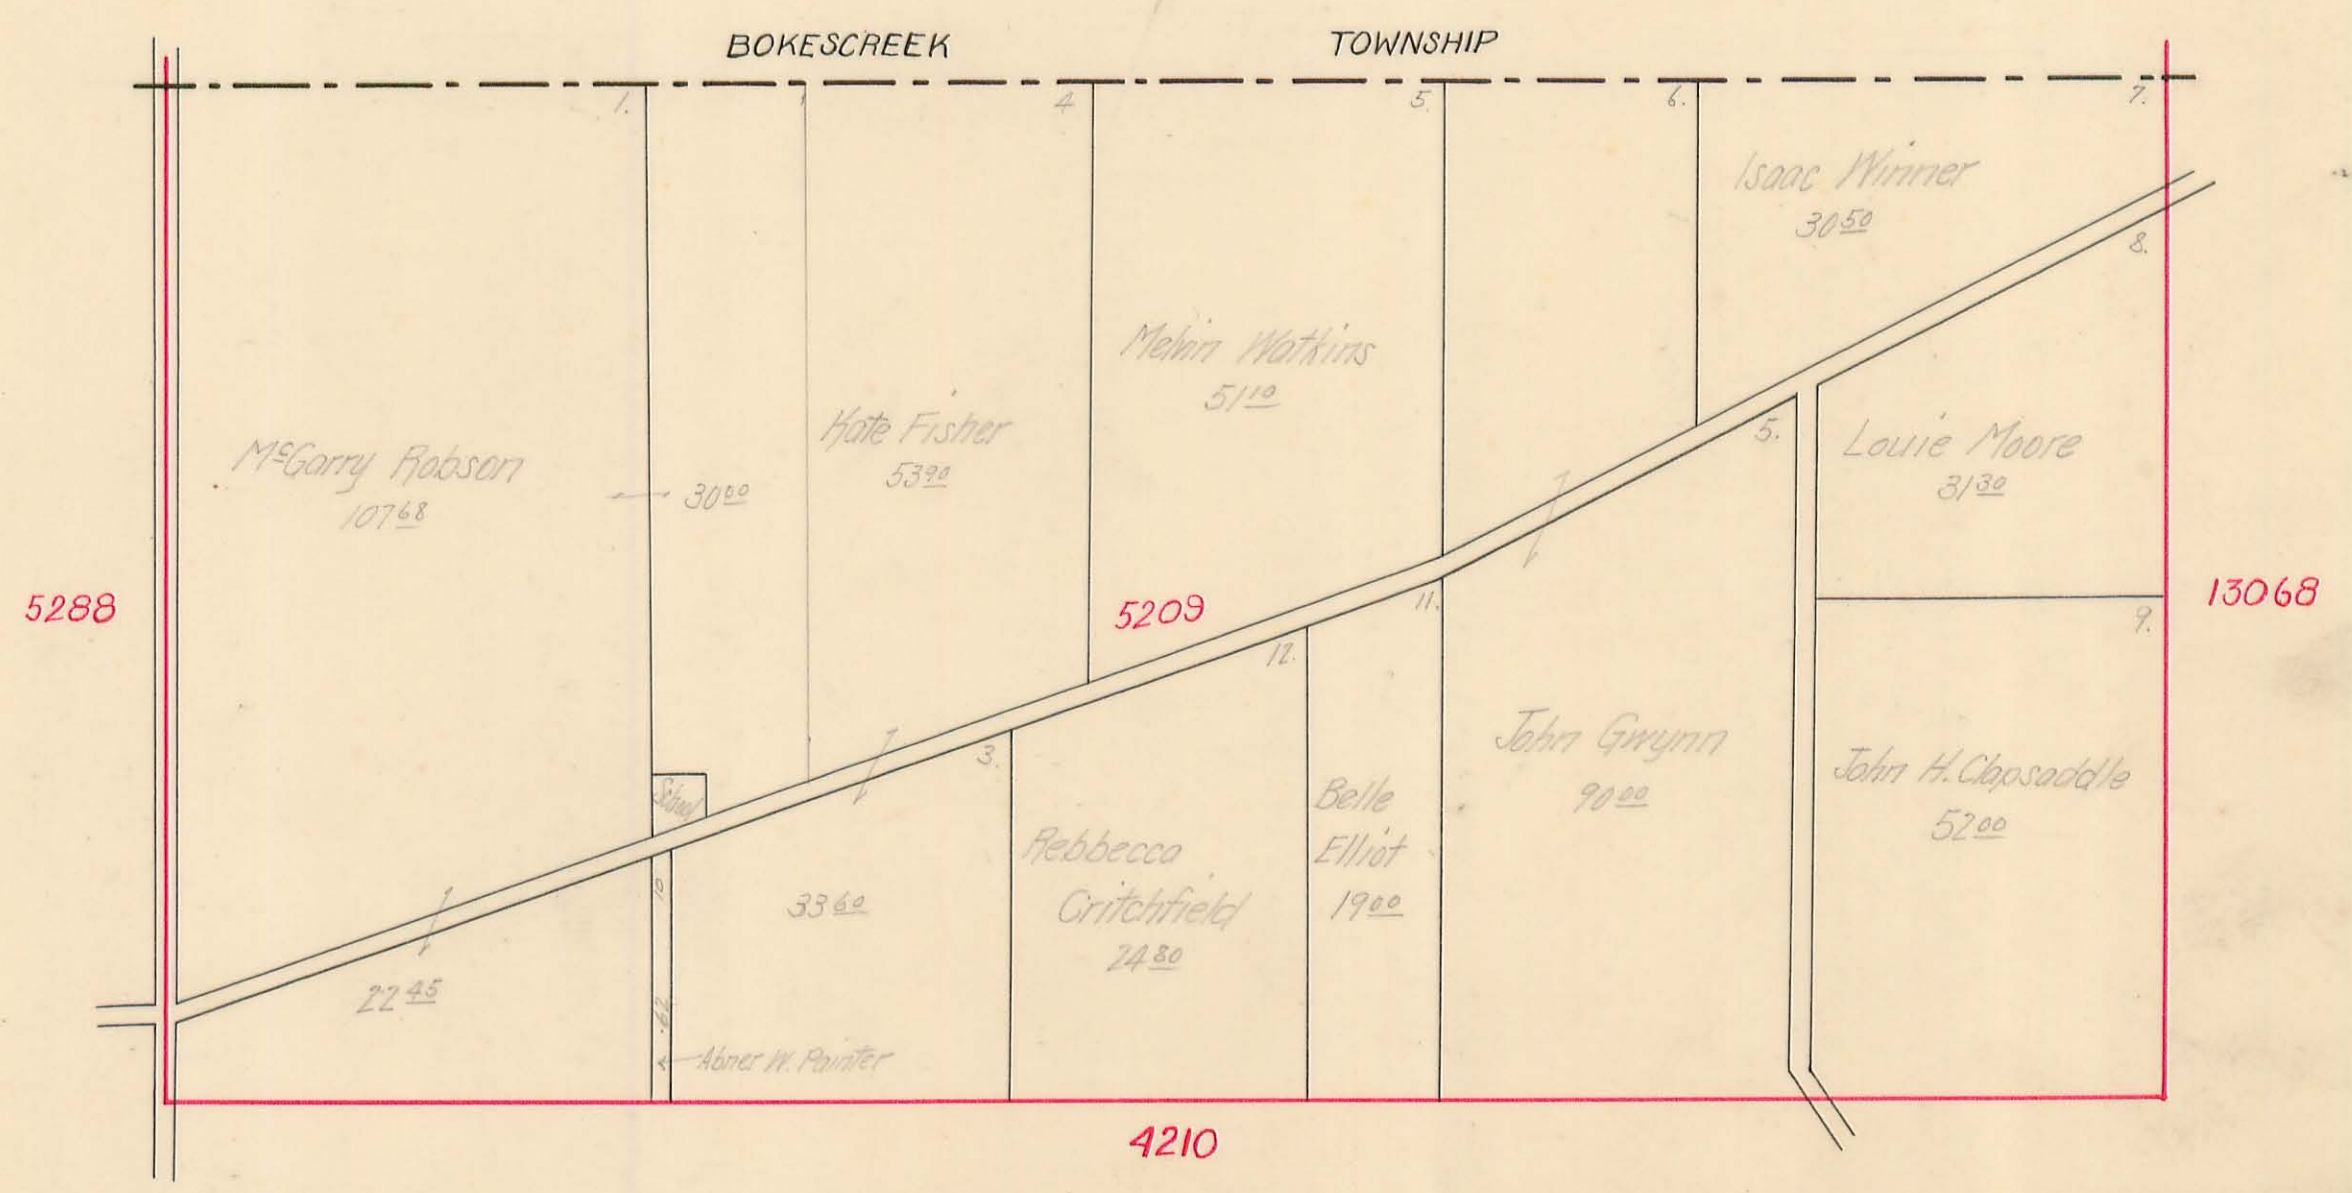 BOKESCREEK TOWNSHIP
1.
4
5.
6.
7.
Isaac Winner
30 50
8.
Melvin Watkins
51 10
Kate Fisher
53 90
5.
Louie Moore
31 30
McGarry Robson
107 68
30 00
5288
5209
13068
11.
9.
12.
3.
School
John Gwynn
90 00
John H. Clapsaddle
52 00
Belle
Elliot
19 00
Rebbecca
Critchfield
24 80
10
33 60
22 45
.62
Abner W. Painter
4210